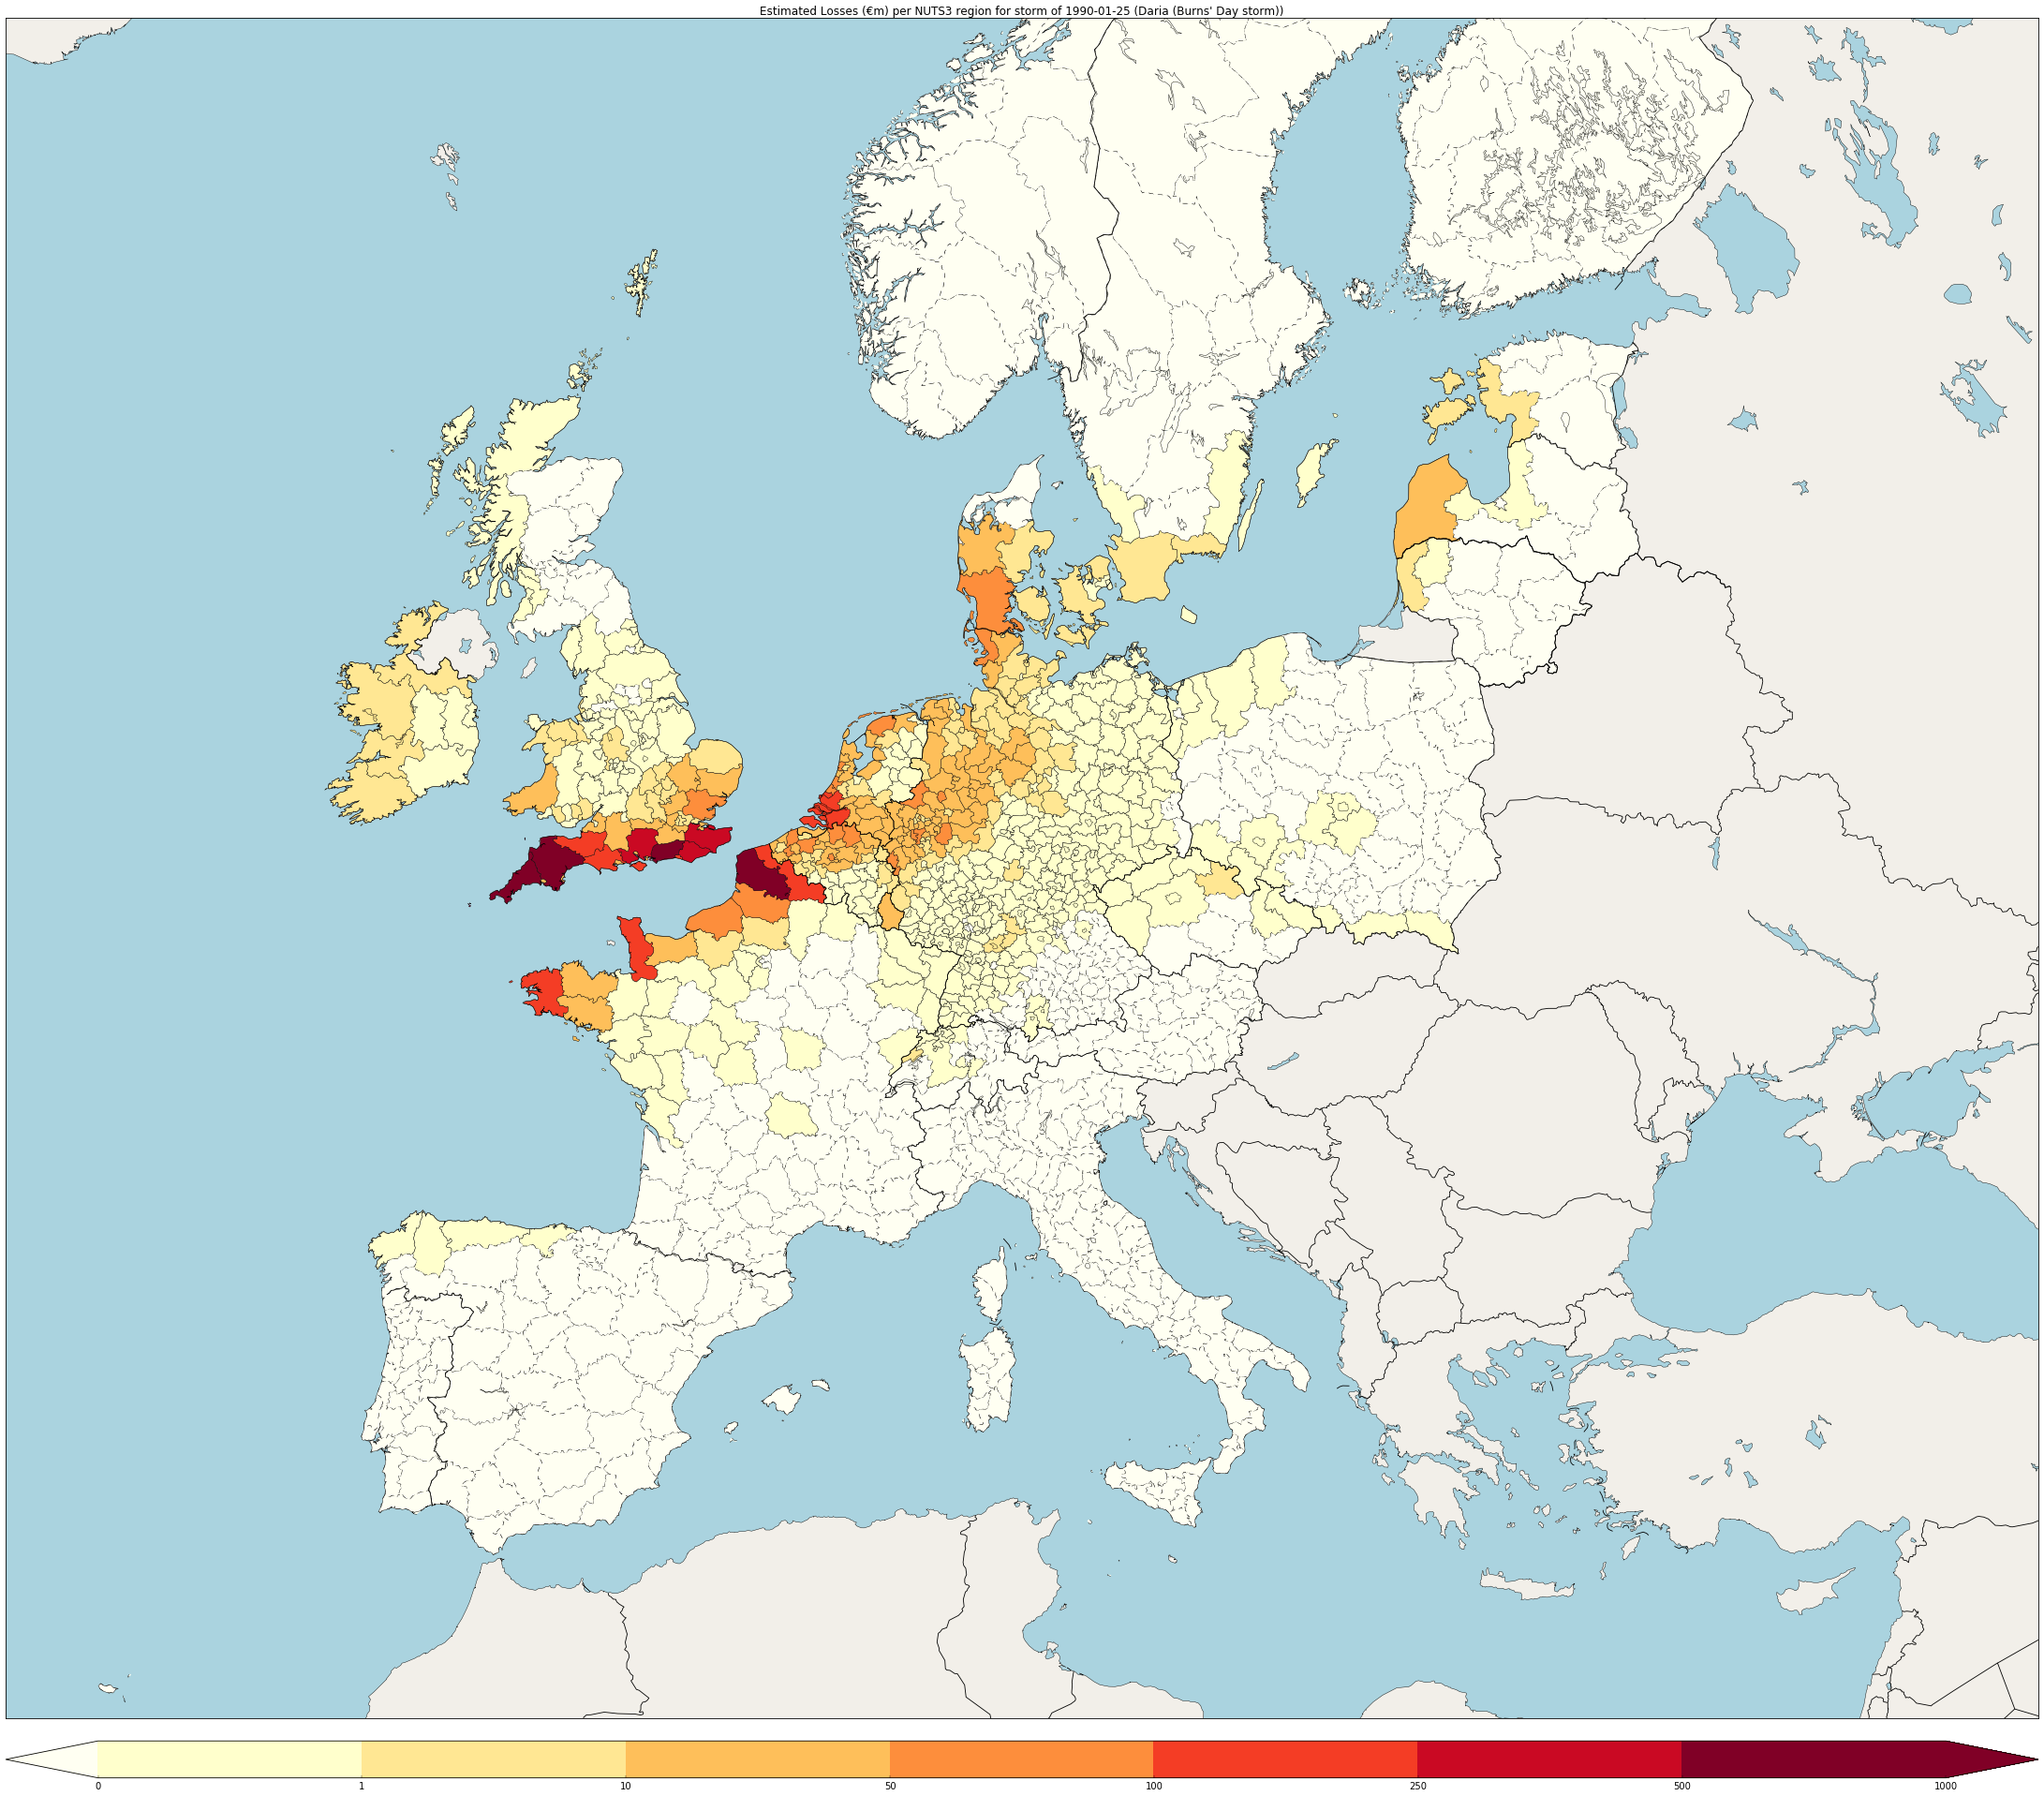 Estimated Losses (€m) per NUTS3 region for storm of 1990-01-25 (Daria (Burns' Day storm))
0 1 10 50 100 250 500 1000